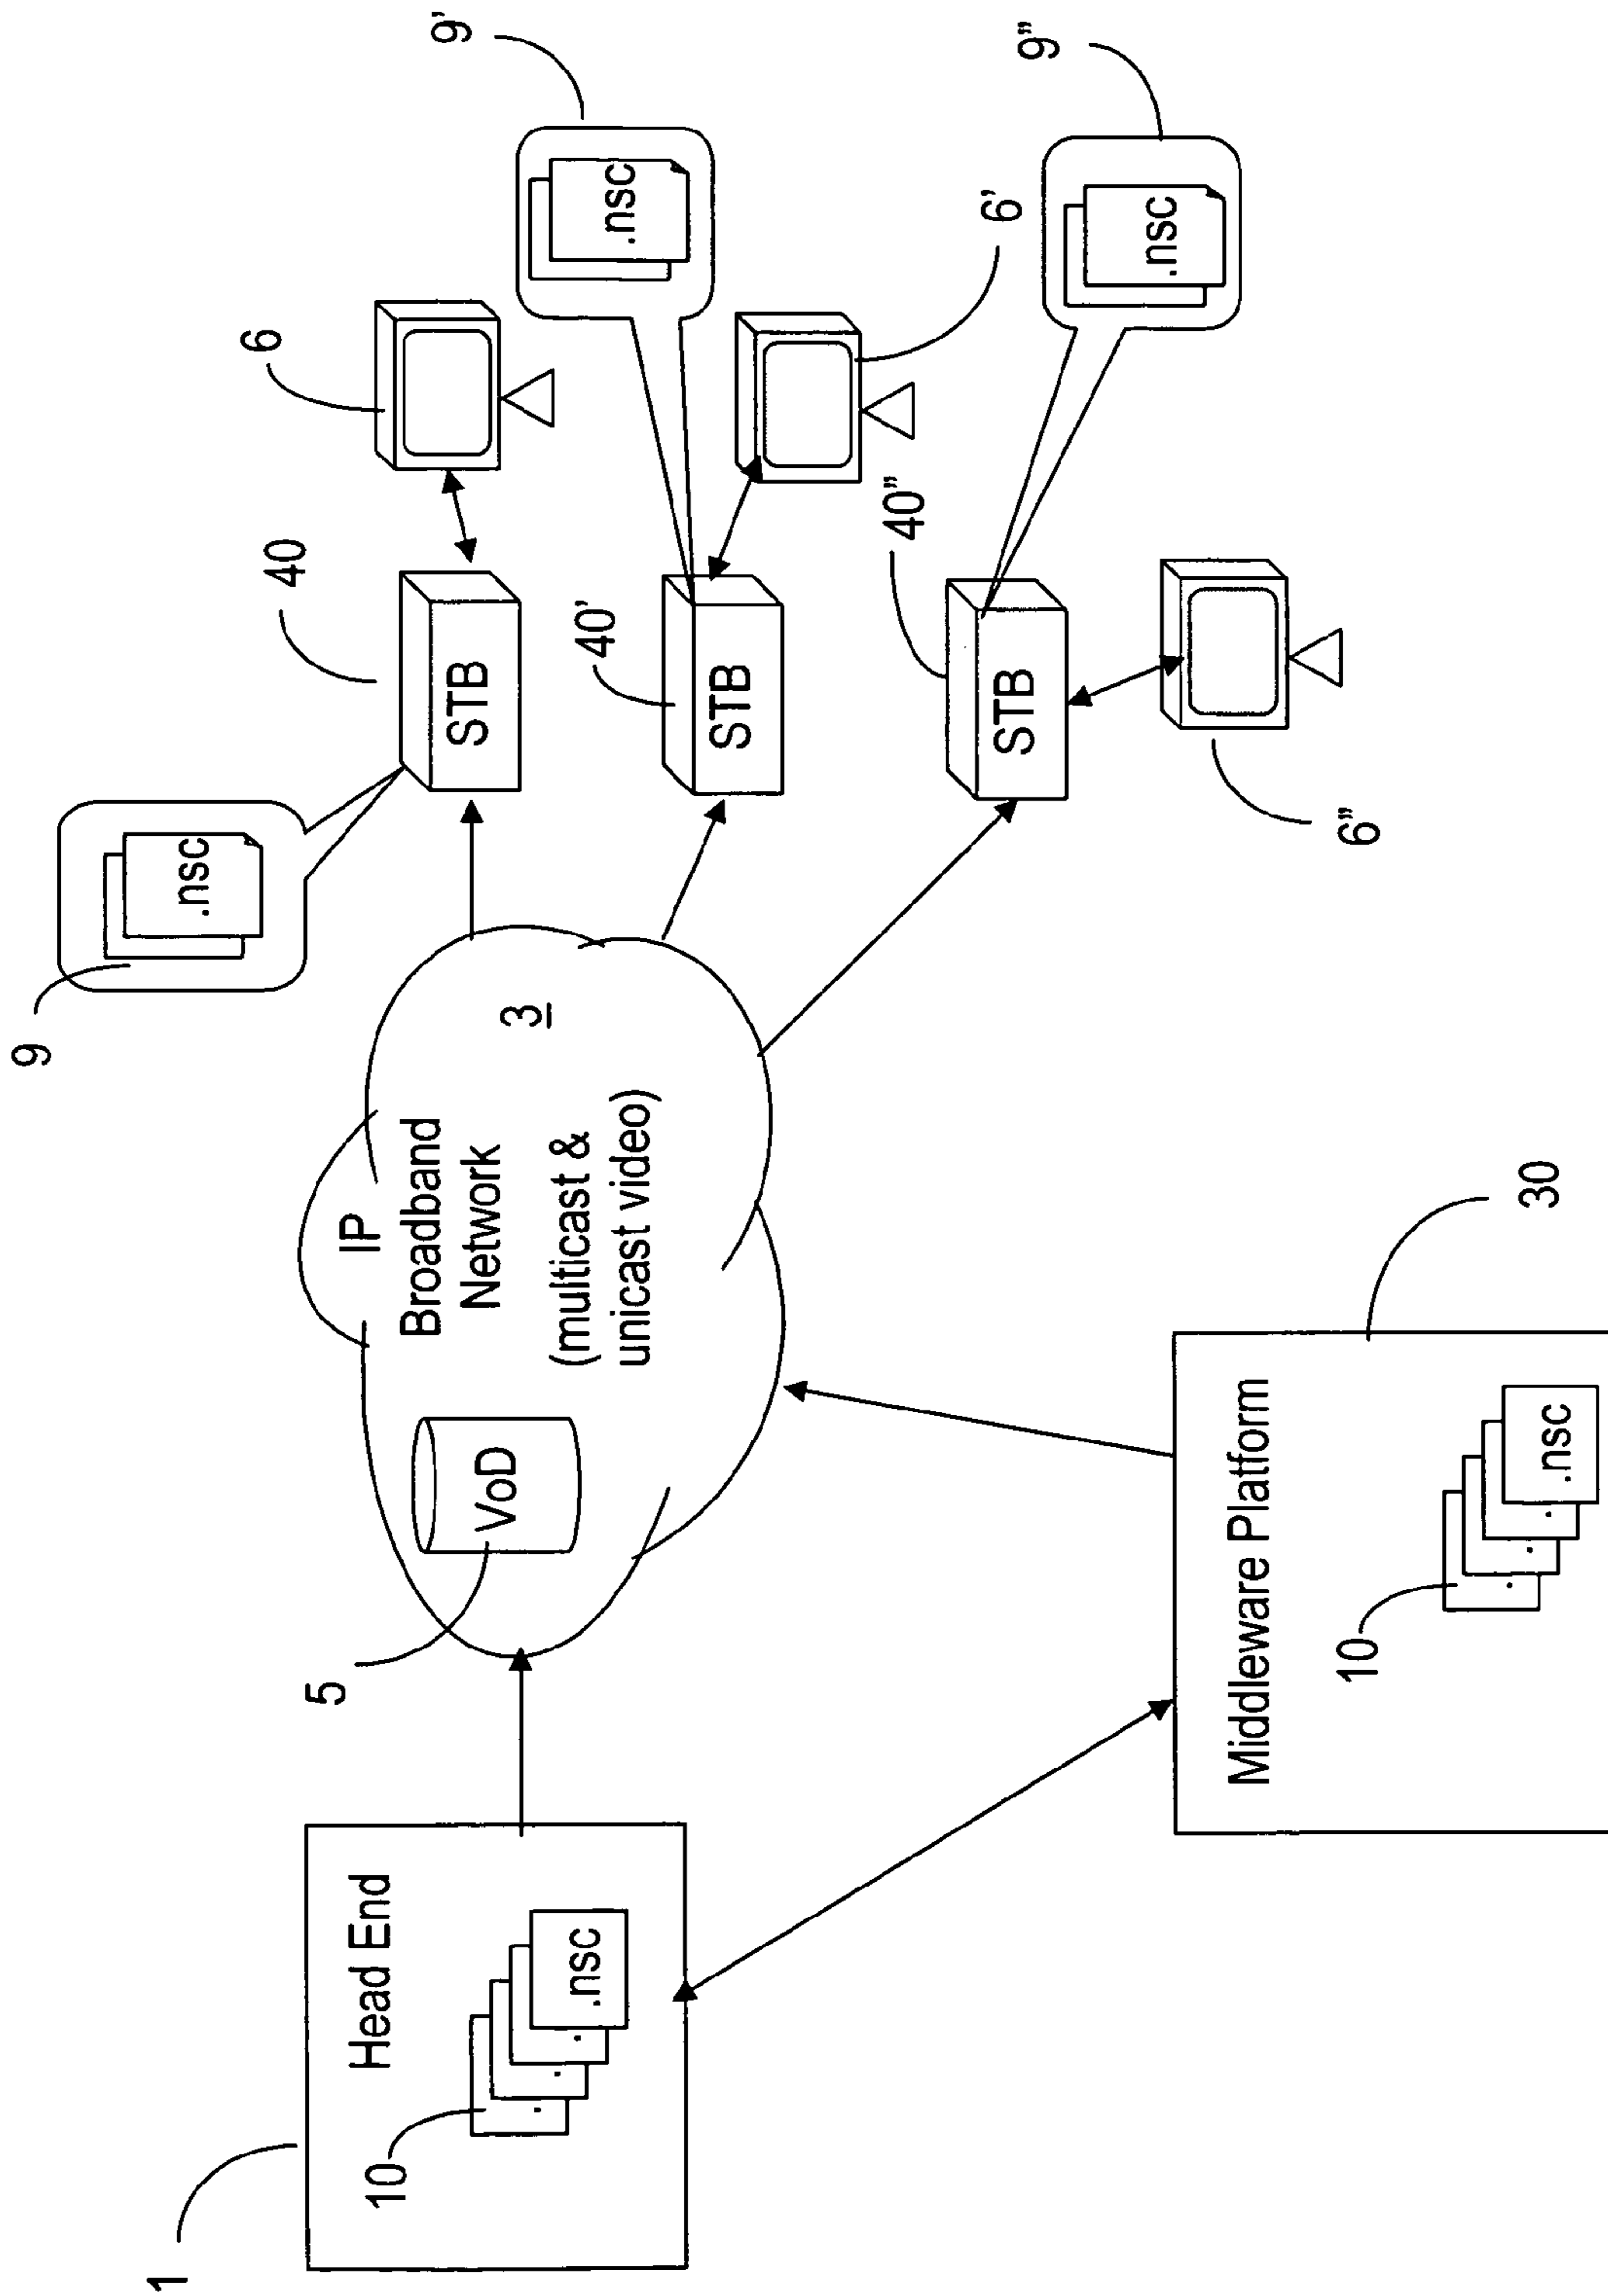 1
Head End
10
.nsc
5
VoD
IP
Broadband
Network
(multicast &
unicast video)
3
Middleware Platform
10
.nsc
30
9
.nsc
40
STB
6
9'
.nsc
40'
STB
6'
9"
.nsc
40"
STB
6"